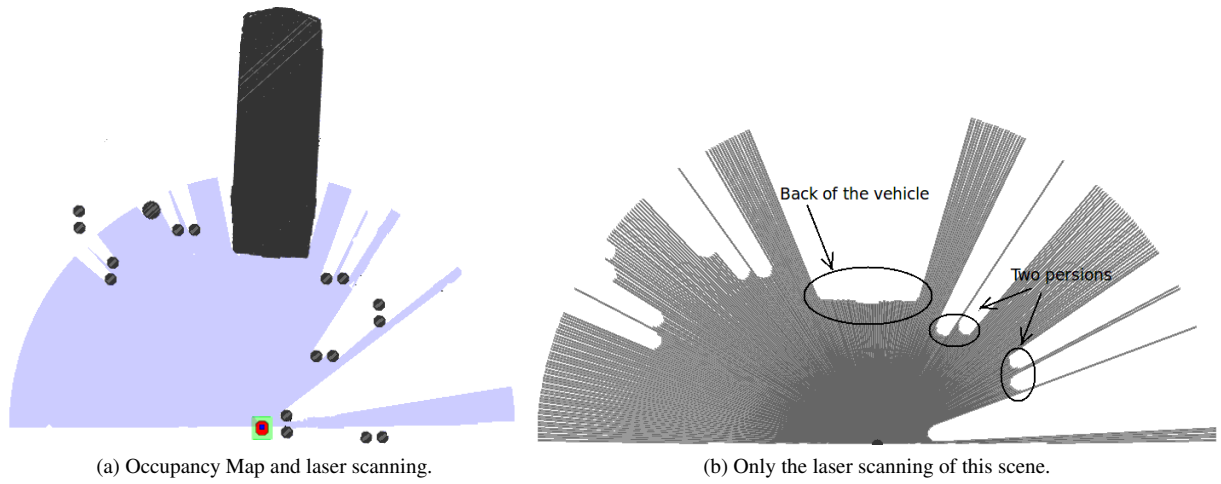 Back of the vehicle
Two persions
(a) Occupancy Map and laser scanning.
(b) Only the laser scanning of this scene.